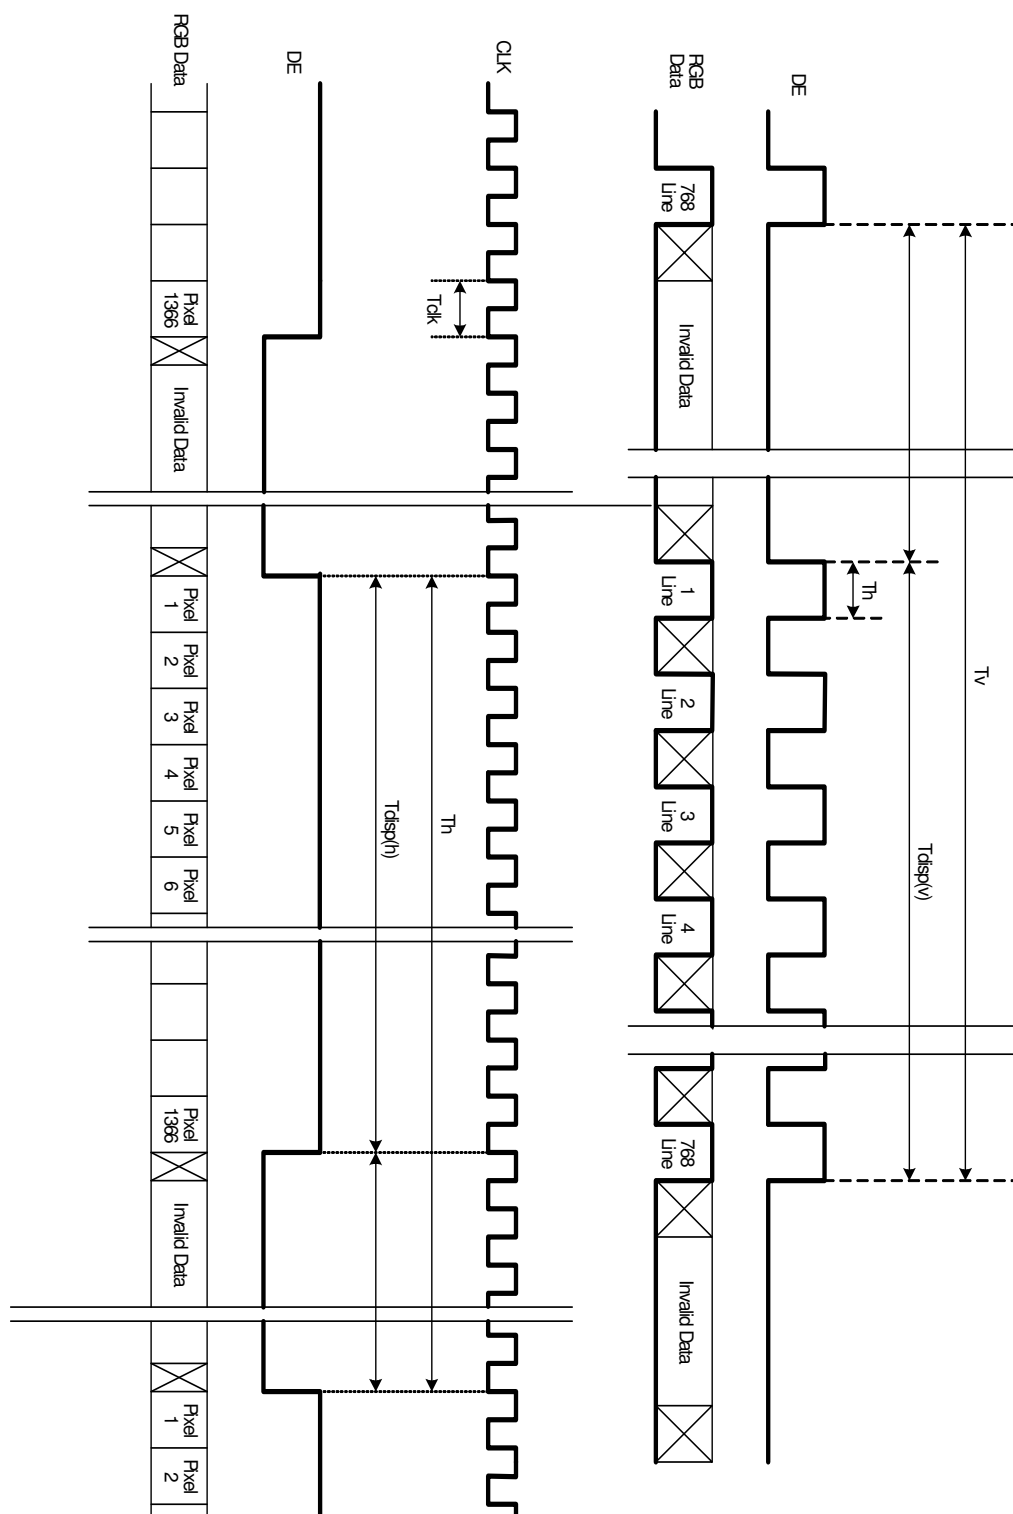 Tv
Tdisp(v)
Th
DE
RGB
Data
768
Line
Invalid Data
1
Line
2
Line
3
Line
4
Line
768
Line
Invalid Data
CLK
Tclk
Th
Tdisp(h)
DE
RGB Data
Pixel
1366
Invalid Data
Pixel
1
Pixel
2
Pixel
3
Pixel
4
Pixel
5
Pixel
6
Pixel
1366
Invalid Data
Pixel
1
Pixel
2